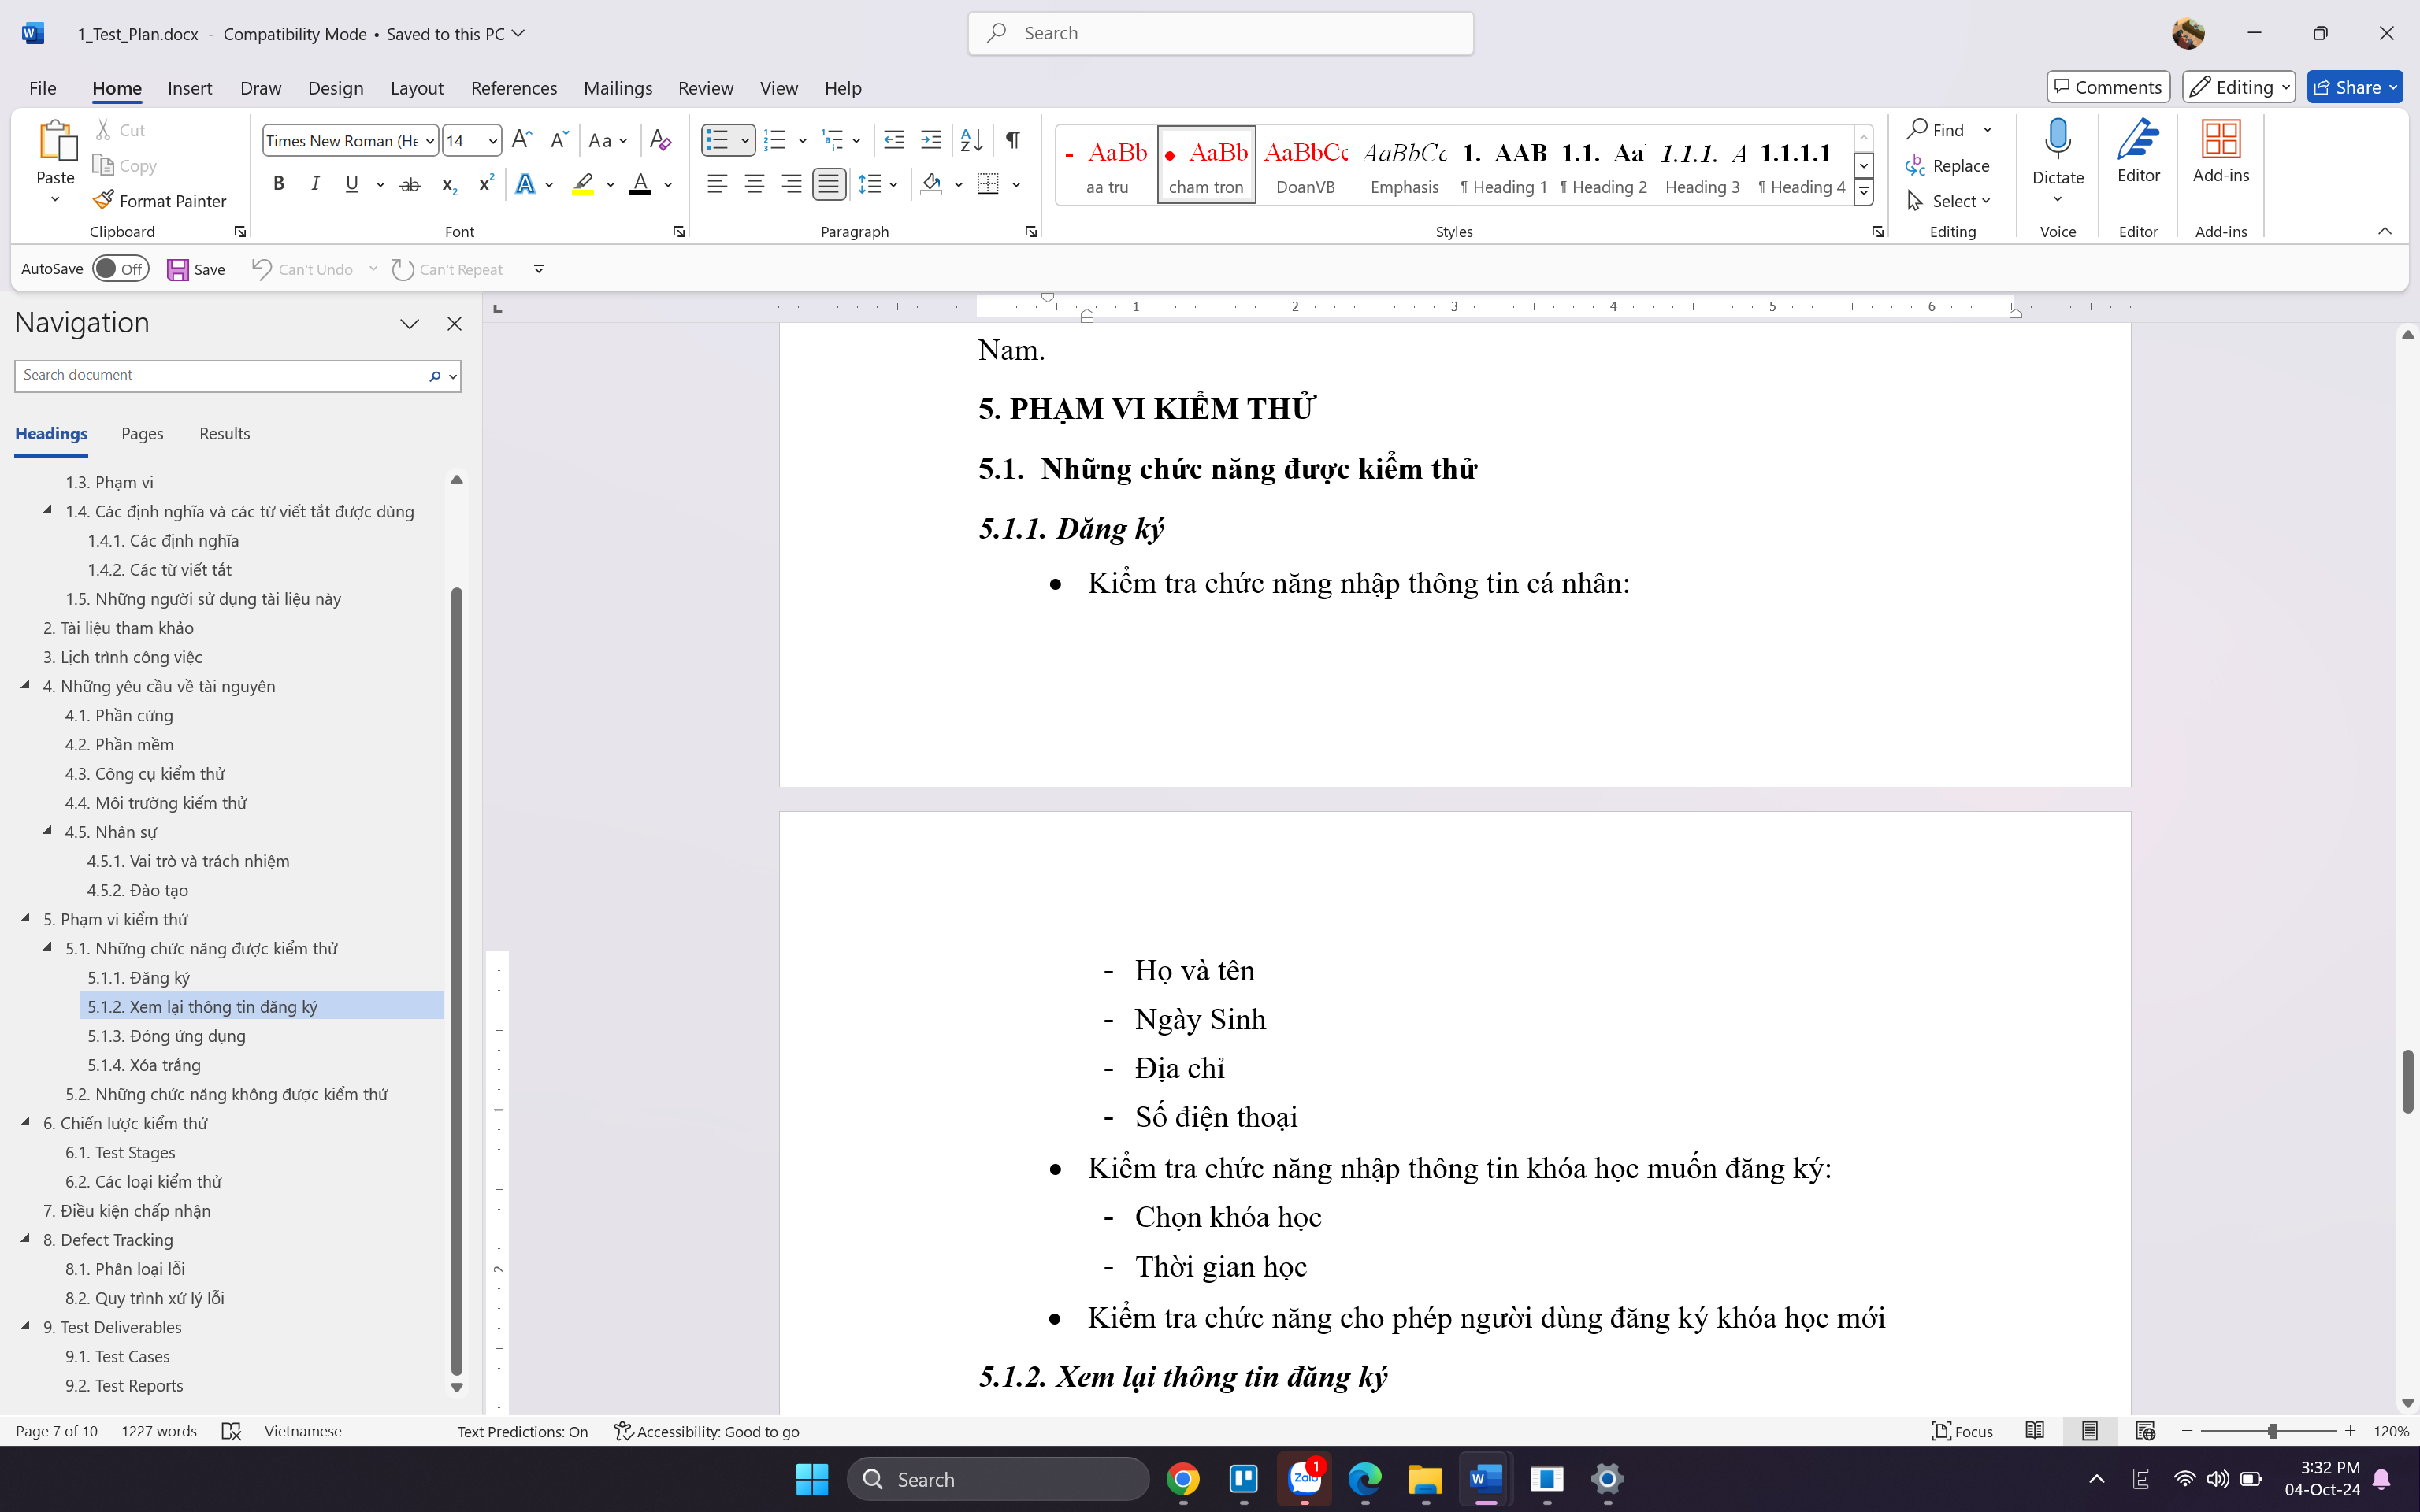 1_Test_Plan.docx - Compatibility Mode • Saved to this PC
Search
File Home Insert Draw Design Layout References Mailings Review View Help
Comments Editing Share
Paste
Cut
Copy
Format Painter
Clipboard
Times New Roman (He 14
Font
Paragraph
AaBb
aa tru
AaBb
cham tron
AaBbCc
DoanVB
AaBbCc
Emphasis
1. AAB
¶ Heading 1
1.1. Aa
¶ Heading 2
1.1.1. A
Heading 3
1.1.1.1
¶ Heading 4
Styles
Find
Replace
Select
Editing
Dictate
Voice
Editor
Editor
Add-ins
Add-ins
AutoSave Off Save Can't Undo Can't Repeat
Navigation
Search document
Headings Pages Results
1.3. Phạm vi
1.4. Các định nghĩa và các từ viết tắt được dùng
1.4.1. Các định nghĩa
1.4.2. Các từ viết tắt
1.5. Những người sử dụng tài liệu này
2. Tài liệu tham khảo
3. Lịch trình công việc
4. Những yêu cầu về tài nguyên
4.1. Phần cứng
4.2. Phần mềm
4.3. Công cụ kiểm thử
4.4. Môi trường kiểm thử
4.5. Nhân sự
4.5.1. Vai trò và trách nhiệm
4.5.2. Đào tạo
5. Phạm vi kiểm thử
5.1. Những chức năng được kiểm thử
5.1.1. Đăng ký
5.1.2. Xem lại thông tin đăng ký
5.1.3. Đóng ứng dụng
5.1.4. Xóa trắng
5.2. Những chức năng không được kiểm thử
6. Chiến lược kiểm thử
6.1. Test Stages
6.2. Các loại kiểm thử
7. Điều kiện chấp nhận
8. Defect Tracking
8.1. Phân loại lỗi
8.2. Quy trình xử lý lỗi
9. Test Deliverables
9.1. Test Cases
9.2. Test Reports
1 2 3 4 5 6
1
2
Nam.
5. PHẠM VI KIỂM THỬ
5.1. Những chức năng được kiểm thử
5.1.1. Đăng ký
• Kiểm tra chức năng nhập thông tin cá nhân:
- Họ và tên
- Ngày Sinh
- Địa chỉ
- Số điện thoại
• Kiểm tra chức năng nhập thông tin khóa học muốn đăng ký:
- Chọn khóa học
- Thời gian học
• Kiểm tra chức năng cho phép người dùng đăng ký khóa học mới
5.1.2. Xem lại thông tin đăng ký
Page 7 of 10 1227 words Vietnamese Text Predictions: On Accessibility: Good to go Focus 120%
Search
Zalo
1
E
3:32 PM
04-Oct-24